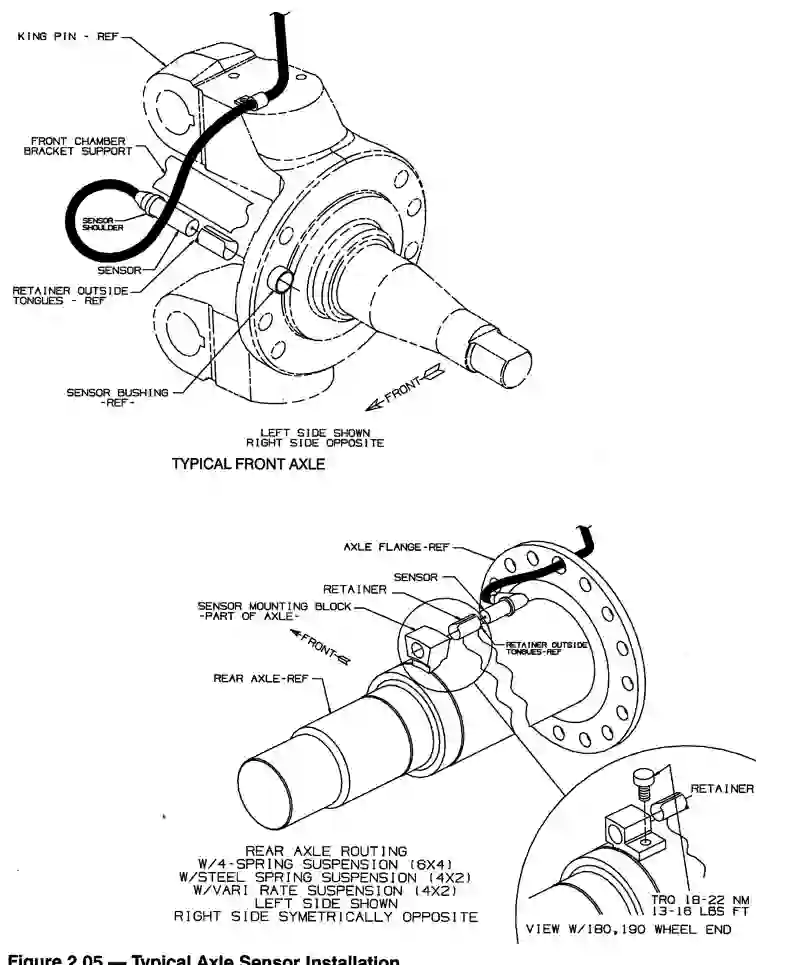 KING PIN - REF
FRONT CHAMBER
BRACKET SUPPORT
SENSOR
SHOULDER
SENSOR
RETAINER OUTSIDE
TONGUES - REF
SENSOR BUSHING
-REF-
FRONT
LEFT SIDE SHOWN
RIGHT SIDE OPPOSITE
TYPICAL FRONT AXLE
AXLE FLANGE-REF
SENSOR
RETAINER
SENSOR MOUNTING BLOCK
-PART OF AXLE-
RETAINER OUTSIDE
TONGUES-REF
FRONT
REAR AXLE-REF
RETAINER
REAR AXLE ROUTING
W/4-SPRING SUSPENSION (6X4)
W/STEEL SPRING SUSPENSION (4X2)
W/VARI RATE SUSPENSION (4X2)
LEFT SIDE SHOWN
RIGHT SIDE SYMETRICALLY OPPOSITE
TRQ 18-22 NM
13-16 LBS FT
VIEW W/180,190 WHEEL END
Figure 2.05 — Typical Axle Sensor Installation